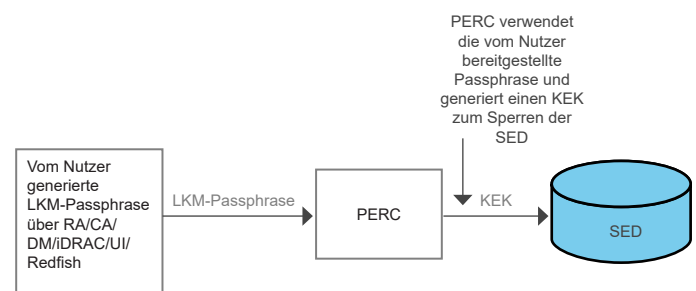 PERC verwendet
die vom Nutzer
bereitgestellte
Passphrase und
generiert einen KEK
zum Sperren der
SED
Vom Nutzer
generierte
LKM-Passphrase
über RA/CA/
DM/iDRAC/UI/
Redfish
LKM-Passphrase
PERC
KEK
SED